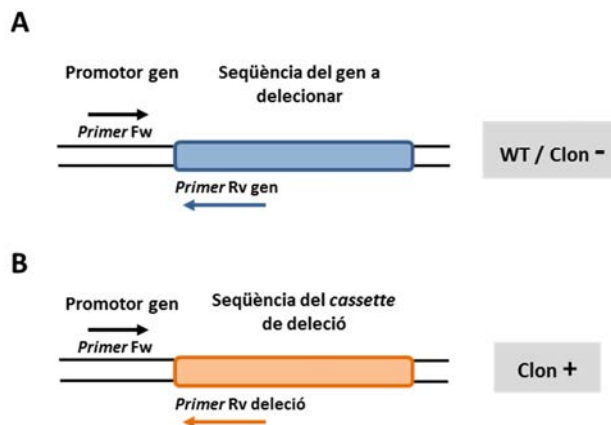 A
Promotor gen
Seqüència del gen a
delecionar
Primer Fw
WT / Clon -
Primer Rv gen
B
Promotor gen
Seqüència del cassette
de deleció
Primer Fw
Clon +
Primer Rv deleció